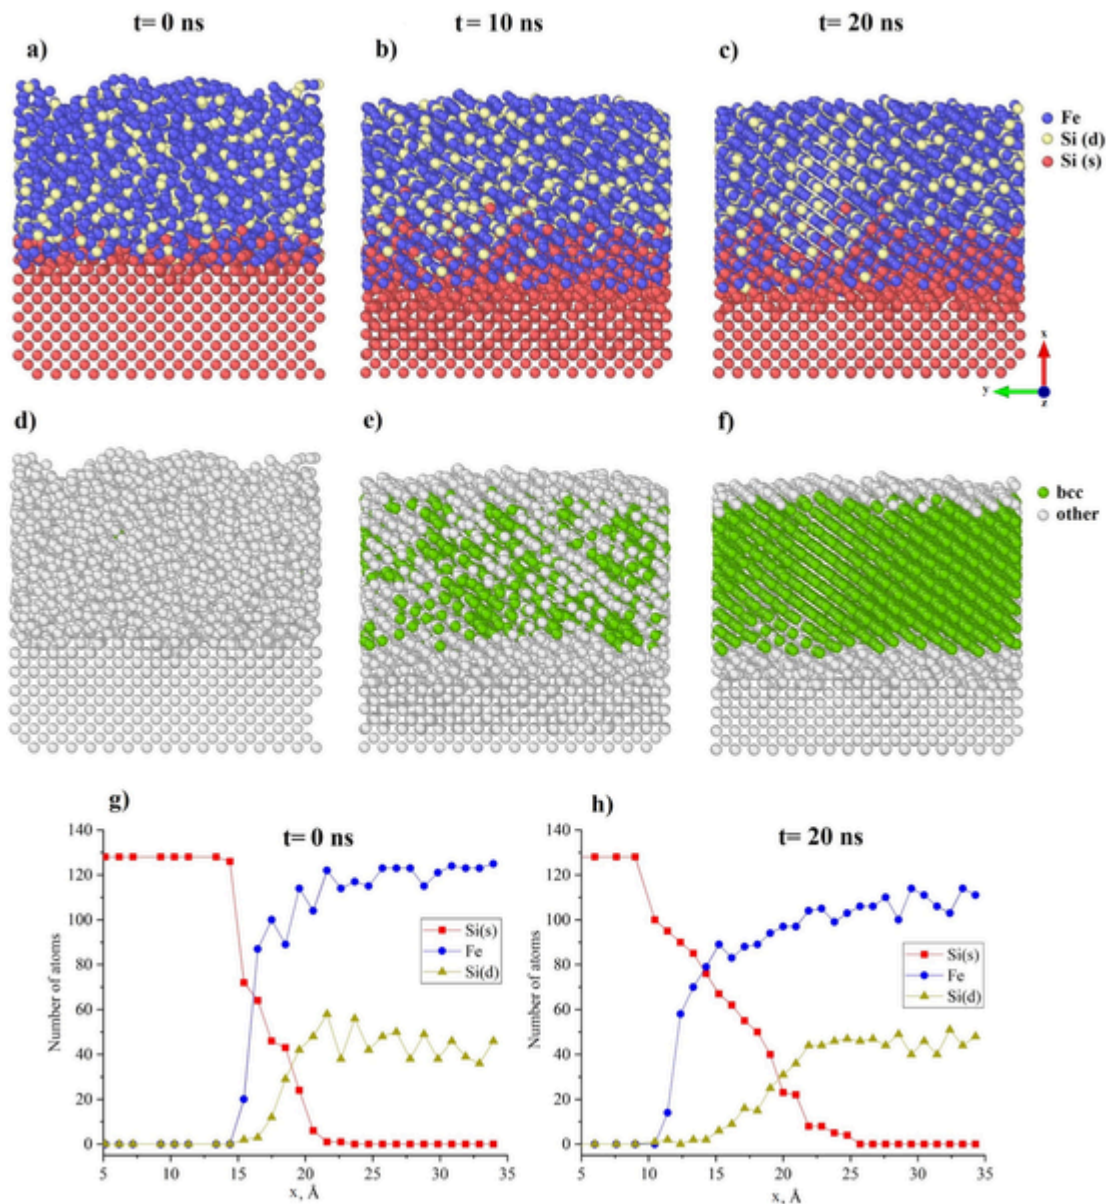 t= 0 ns
t= 10 ns
t= 20 ns
a)
b)
c)
Fe
Si (d)
Si (s)
x
y
z
d)
e)
f)
bcc
other
g)
t= 0 ns
140
120
100
80
60
40
20
0
Number of atoms
Si(s)
Fe
Si(d)
5
10
15
20
25
30
35
x, Å
h)
t= 20 ns
140
120
100
80
60
40
20
0
Number of atoms
Si(s)
Fe
Si(d)
5
10
15
20
25
30
35
x, Å